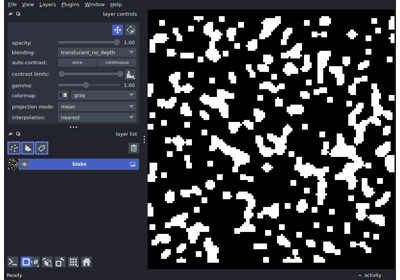 File View Layers Plugins Window Help
layer controls
opacity: 1.00
blending: translucent_no_depth
auto-contrast: once continuous
contrast limits:
gamma: 1.00
colormap: gray
projection mode: mean
interpolation: nearest
layer list
blobs
Ready activity